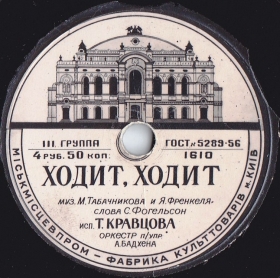 III. ГРУППА ГОСТ № 5289-56
4 РУБ. 50 КОП. 1610
ХОДИТ, ХОДИТ
МУЗ. М. ТАБАЧНИКОВА И Я. ФРЕНКЕЛЯ-
СЛОВА С. ФОГЕЛЬСОН
ИСП. Т. КРАВЦОВА
ОРКЕСТР П/УПР
А. БАДХЕНА
МІСЬКМІСЦЕВПРОМ — ФАБРИКА КУЛЬТТОВАРІВ М. КИЇВ